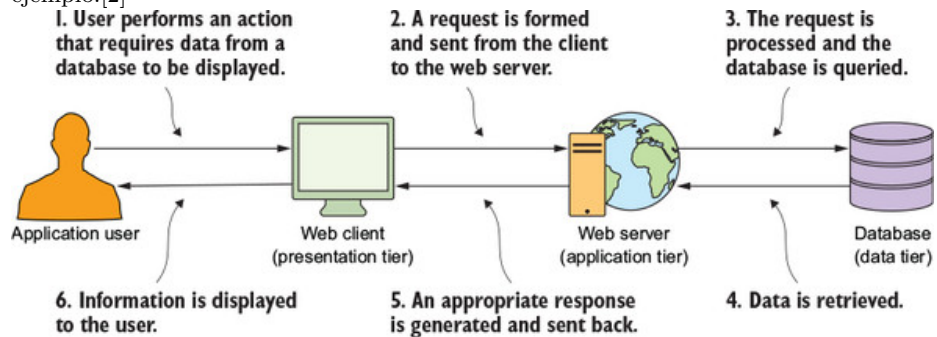 ejemplo.[2]
1. User performs an action
that requires data from a
database to be displayed.
2. A request is formed
and sent from the client
to the web server.
3. The request is
processed and the
database is queried.
Application user
Web client
(presentation tier)
Web server
(application tier)
Database
(data tier)
6. Information is displayed
to the user.
5. An appropriate response
is generated and sent back.
4. Data is retrieved.